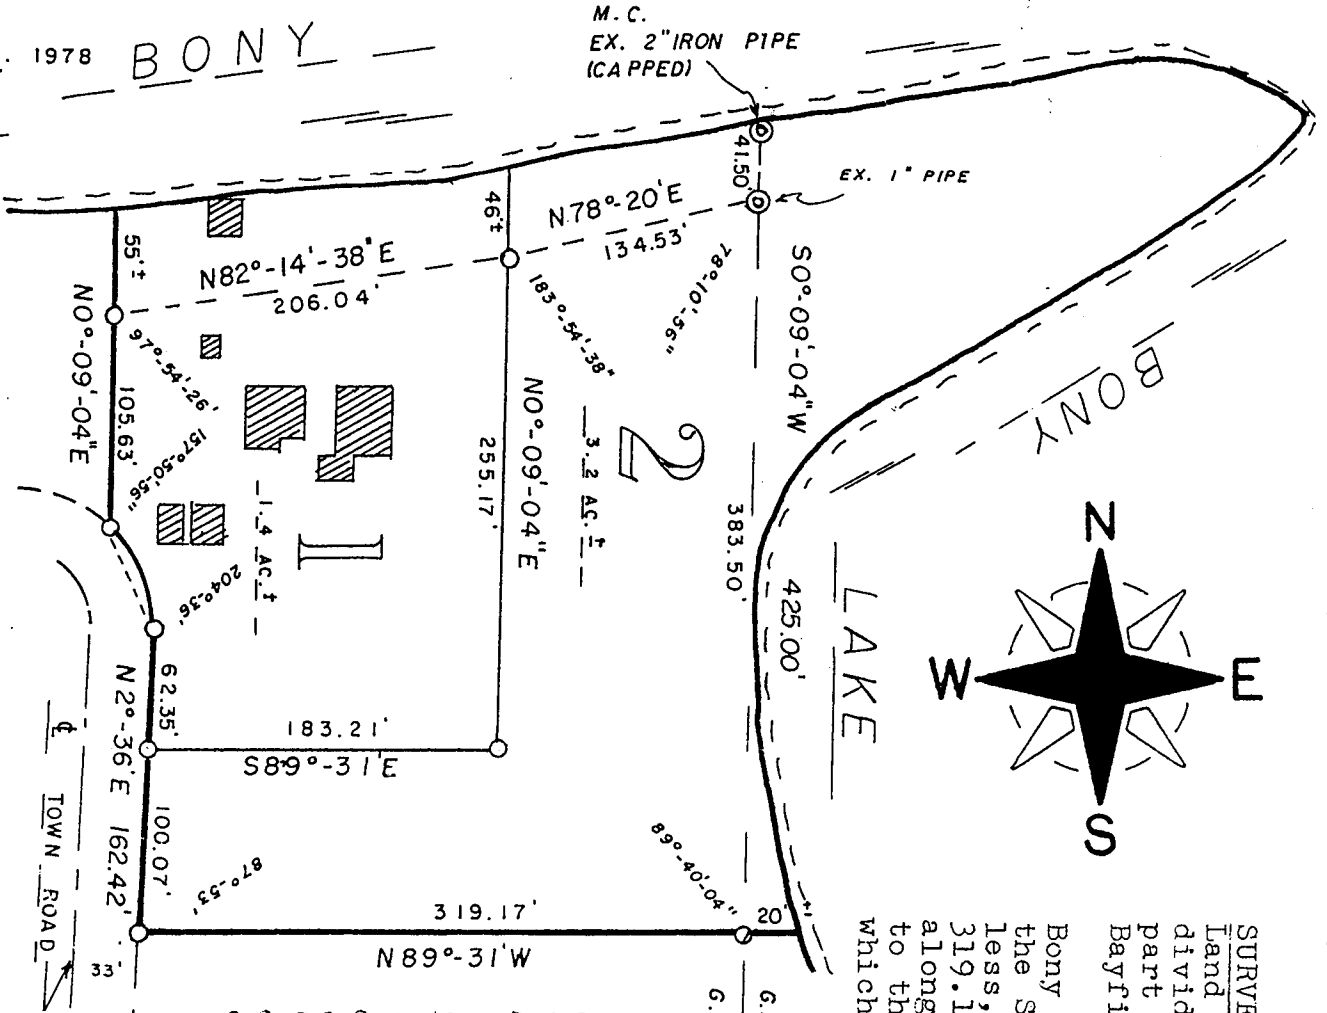 . 1978
BONY
M.C.
EX. 2" IRON PIPE
(CAPPED)
41.50'
EX. 1" PIPE
46'±
N.78°-20'E
134.53'
55'±
N82°-14'-38"E
206.04'
183°-54'-38"
78°-10'-56"
S0°-09'-04"W
N0°-09'-04"E
97°-54'-26'
105.63'
157°-50'-56"
255.17'
N0°-09'-04"E
2
3.2 AC.±
BONY
1.4 AC.±
1
383.50'
425.00'
LAKE
204°-36'
N
W
E
S
62.35'
N2°-36'E 162.42'
183.21'
S89°-31'E
℄
TOWN ROAD
100.07'
87°-53'
89°-40'-04"
319.17'
20'±
N89°-31'W
33'
G.
G.
SURVE
Land
divid
part
Bayfi
Bony
the S
less,
319.1
along
to th
which